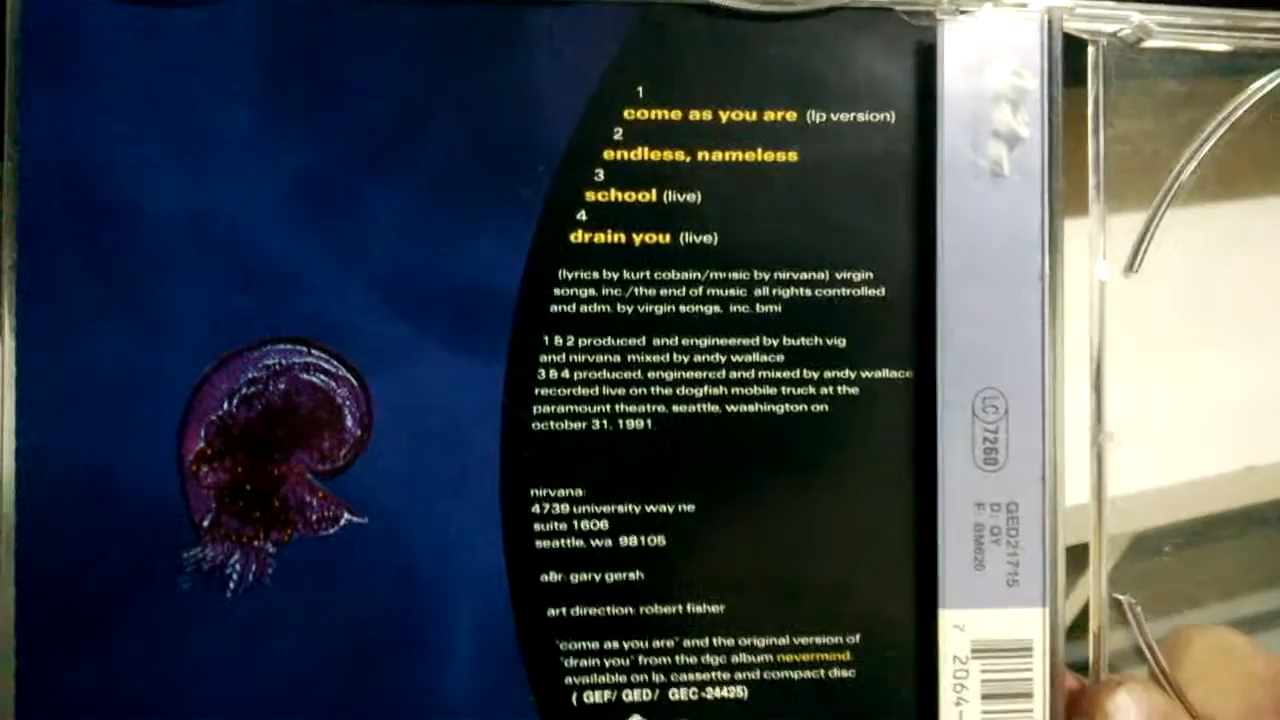 1
come as you are (lp version)
2
endless, nameless
3
school (live)
4
drain you (live)
(lyrics by kurt cobain/music by nirvana) virgin
songs, inc./the end of music all rights controlled
and adm. by virgin songs, inc. bmi
1 & 2 produced and engineered by butch vig
and nirvana mixed by andy wallace
3 & 4 produced, engineered and mixed by andy wallace
recorded live on the dogfish mobile truck at the
paramount theatre, seattle, washington on
october 31, 1991.
nirvana:
4739 university way ne
suite 1606
seattle, wa 98105
a&r: gary gersh
art direction: robert fisher
"come as you are" and the original version of
"drain you" from the dgc album nevermind.
available on lp, cassette and compact disc
( GEF/ GED/ GEC-24425)
LC 7260
GED21715
D: GY
F: BM620
7 2064-